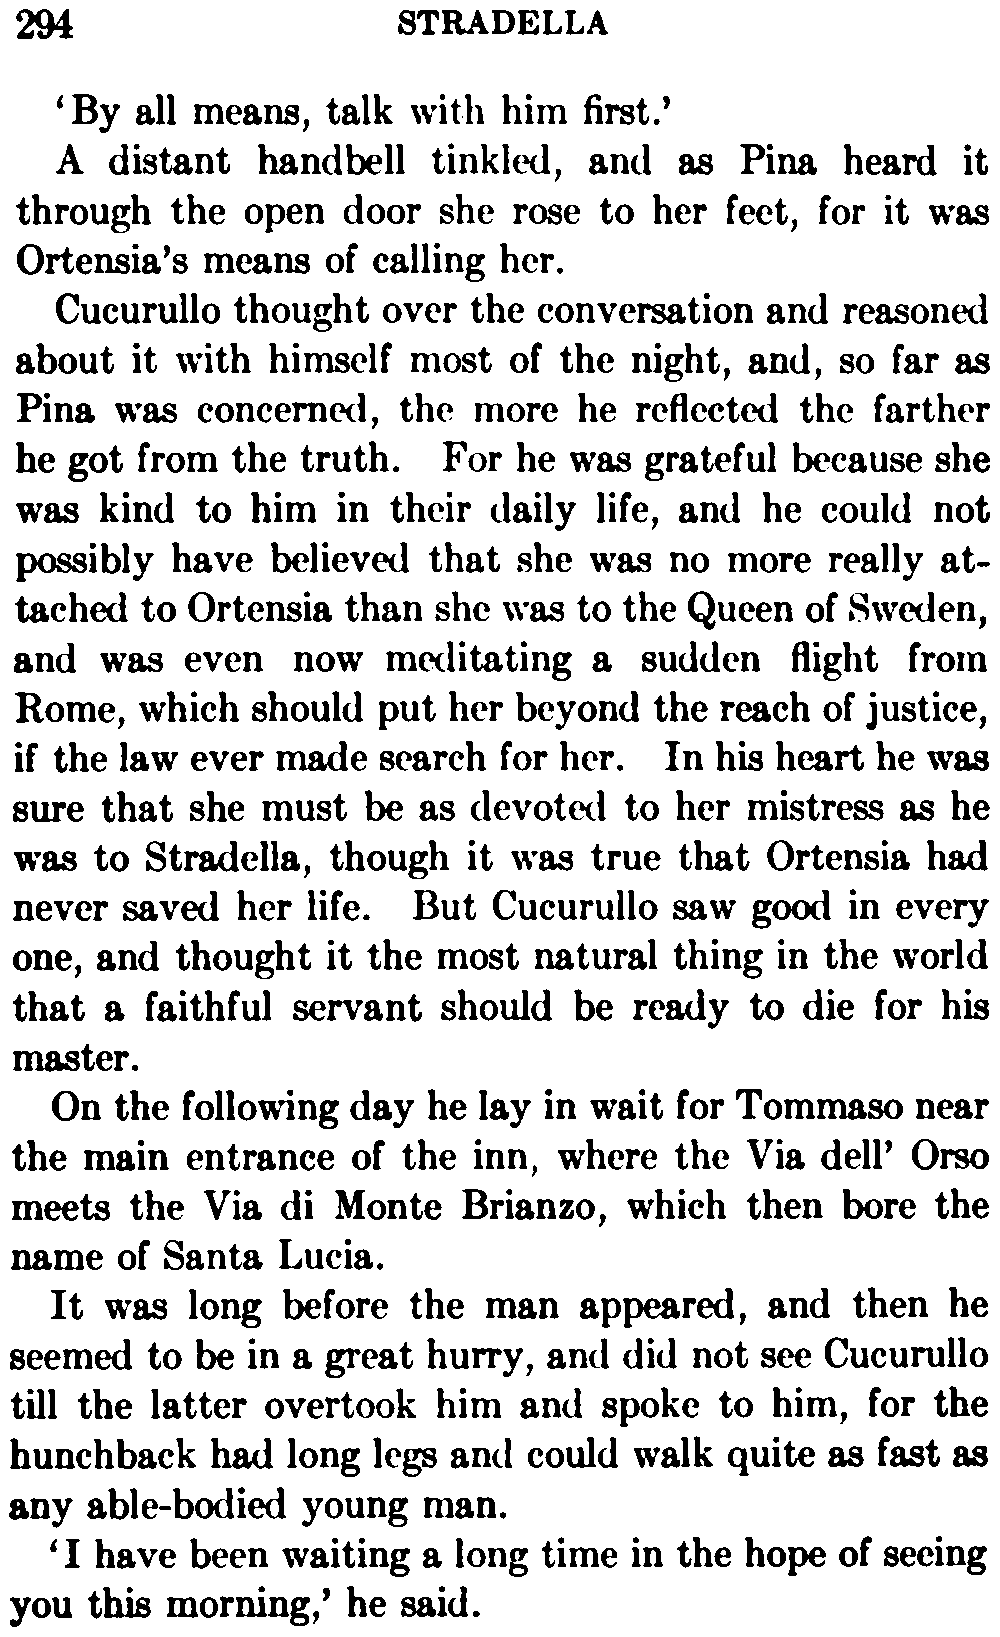 294 STRADELLA
‘By all means, talk with him first.’
A distant handbell tinkled, and as Pina heard it
through the open door she rose to her feet, for it was
Ortensia’s means of calling her.
Cucurullo thought over the conversation and reasoned
about it with himself most of the night, and, so far as
Pina was concerned, the more he reflected the farther
he got from the truth. For he was grateful because she
was kind to him in their daily life, and he could not
possibly have believed that she was no more really at-
tached to Ortensia than she was to the Queen of Sweden,
and was even now meditating a sudden flight from
Rome, which should put her beyond the reach of justice,
if the law ever made search for her. In his heart he was
sure that she must be as devoted to her mistress as he
was to Stradella, though it was true that Ortensia had
never saved her life. But Cucurullo saw good in every
one, and thought it the most natural thing in the world
that a faithful servant should be ready to die for his
master.
On the following day he lay in wait for Tommaso near
the main entrance of the inn, where the Via dell’ Orso
meets the Via di Monte Brianzo, which then bore the
name of Santa Lucia.
It was long before the man appeared, and then he
seemed to be in a great hurry, and did not see Cucurullo
till the latter overtook him and spoke to him, for the
hunchback had long legs and could walk quite as fast as
any able-bodied young man.
‘I have been waiting a long time in the hope of seeing
you this morning,’ he said.